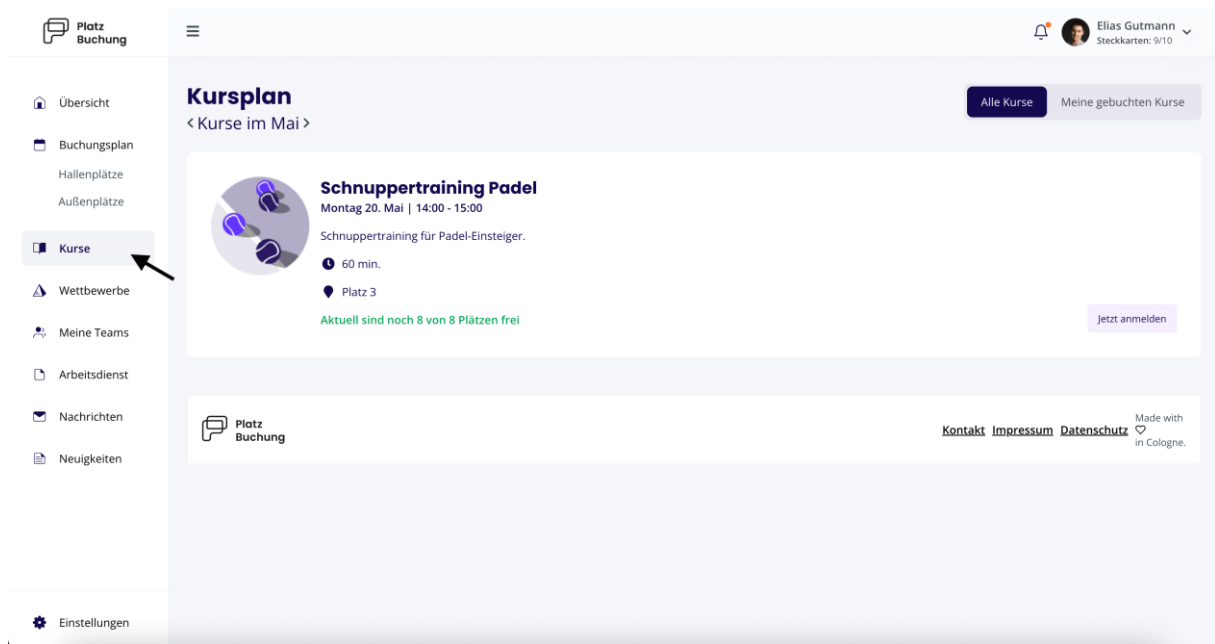 Platz
Buchung
Elias Gutmann
Steckkarten: 9/10
Übersicht
Buchungsplan
Hallenplätze
Außenplätze
Kurse
Wettbewerbe
Meine Teams
Arbeitsdienst
Nachrichten
Neuigkeiten
Einstellungen
Kursplan
< Kurse im Mai >
Alle Kurse
Meine gebuchten Kurse
Schnuppertraining Padel
Montag 20. Mai | 14:00 - 15:00
Schnuppertraining für Padel-Einsteiger.
60 min.
Platz 3
Aktuell sind noch 8 von 8 Plätzen frei
Jetzt anmelden
Platz
Buchung
Kontakt Impressum Datenschutz
Made with
in Cologne.